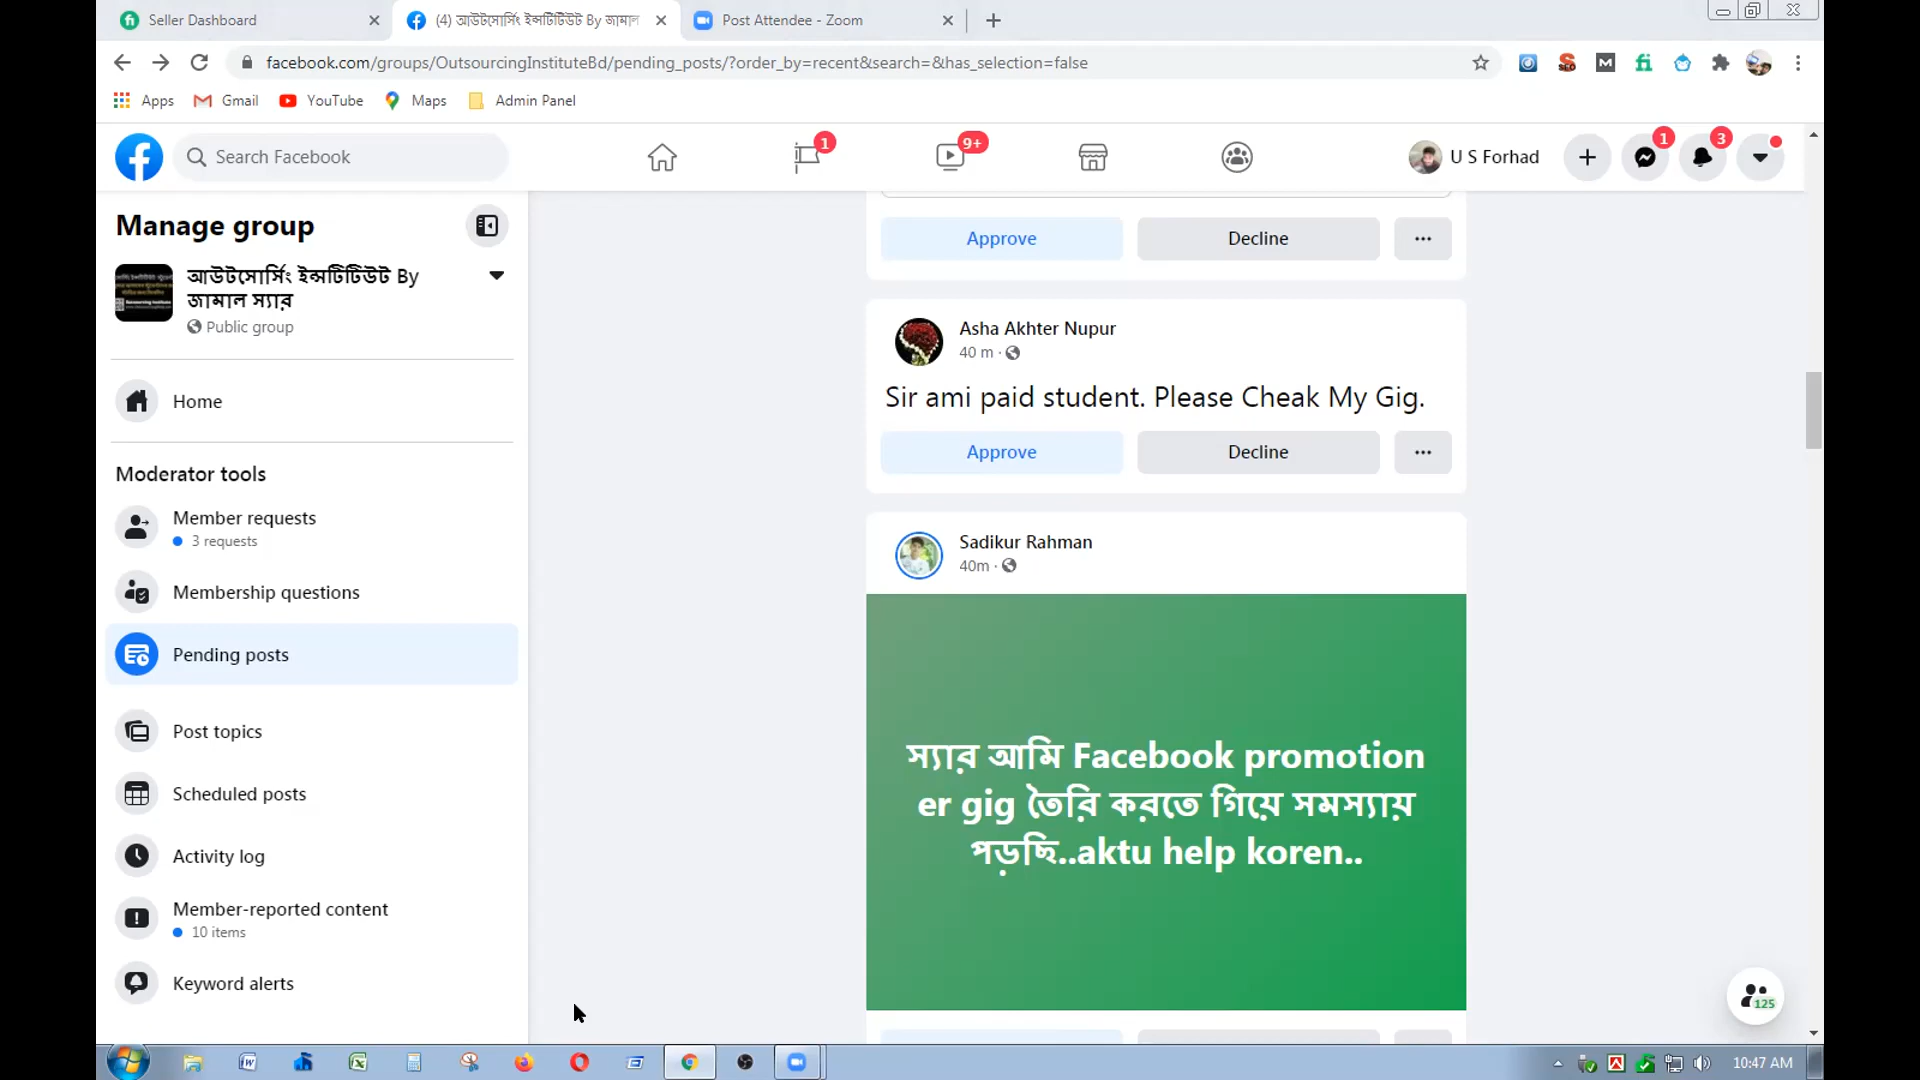 Seller Dashboard
(4) আউটসোর্সিং ইন্সটিটিউট By জামাল
Post Attendee - Zoom
facebook.com/groups/OutsourcingInstituteBd/pending_posts/?order_by=recent&search=&has_selection=false
Apps
Gmail
YouTube
Maps
Admin Panel
Search Facebook
1
9+
U S Forhad
1
3
Manage group
আউটসোর্সিং ইন্সটিটিউট By
জামাল স্যার
Public group
Home
Moderator tools
Member requests
3 requests
Membership questions
Pending posts
Post topics
Scheduled posts
Activity log
Member-reported content
10 items
Keyword alerts
Approve
Decline
Asha Akhter Nupur
40 m ·
Sir ami paid student. Please Cheak My Gig.
Approve
Decline
Sadikur Rahman
40m ·
স্যার আমি Facebook promotion
er gig তৈরি করতে গিয়ে সমস্যায়
পড়ছি..aktu help koren..
125
10:47 AM